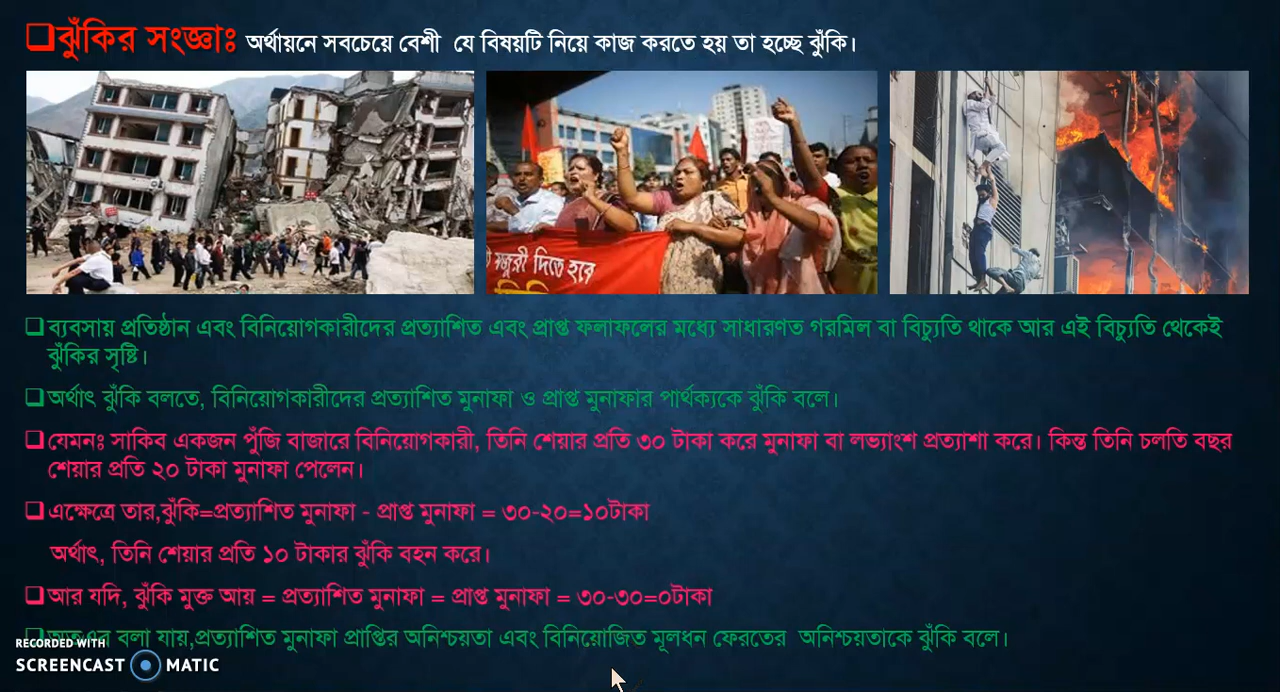 ❑ঝুঁকির সংজ্ঞাঃ অর্থায়নে সবচেয়ে বেশী যে বিষয়টি নিয়ে কাজ করতে হয় তা হচ্ছে ঝুঁকি।
মজুরী দিতে হবে
❑ব্যবসায় প্রতিষ্ঠান এবং বিনিয়োগকারীদের প্রত্যাশিত এবং প্রাপ্ত ফলাফলের মধ্যে সাধারণত গরমিল বা বিচ্যুতি থাকে আর এই বিচ্যুতি থেকেই
ঝুঁকির সৃষ্টি।
❑অর্থাৎ ঝুঁকি বলতে, বিনিয়োগকারীদের প্রত্যাশিত মুনাফা ও প্রাপ্ত মুনাফার পার্থক্যকে ঝুঁকি বলে।
❑যেমনঃ সাকিব একজন পুঁজি বাজারে বিনিয়োগকারী, তিনি শেয়ার প্রতি ৩০ টাকা করে মুনাফা বা লভ্যাংশ প্রত্যাশা করে। কিন্ত তিনি চলতি বছর
শেয়ার প্রতি ২০ টাকা মুনাফা পেলেন।
❑এক্ষেত্রে তার,ঝুঁকি=প্রত্যাশিত মুনাফা - প্রাপ্ত মুনাফা = ৩০-২০=১০টাকা
অর্থাৎ, তিনি শেয়ার প্রতি ১০ টাকার ঝুঁকি বহন করে।
❑আর যদি, ঝুঁকি মুক্ত আয় = প্রত্যাশিত মুনাফা = প্রাপ্ত মুনাফা = ৩০-৩০=০টাকা
❑অতএব বলা যায়,প্রত্যাশিত মুনাফা প্রাপ্তির অনিশ্চয়তা এবং বিনিয়োজিত মূলধন ফেরতের অনিশ্চয়তাকে ঝুঁকি বলে।
RECORDED WITH
SCREENCAST MATIC